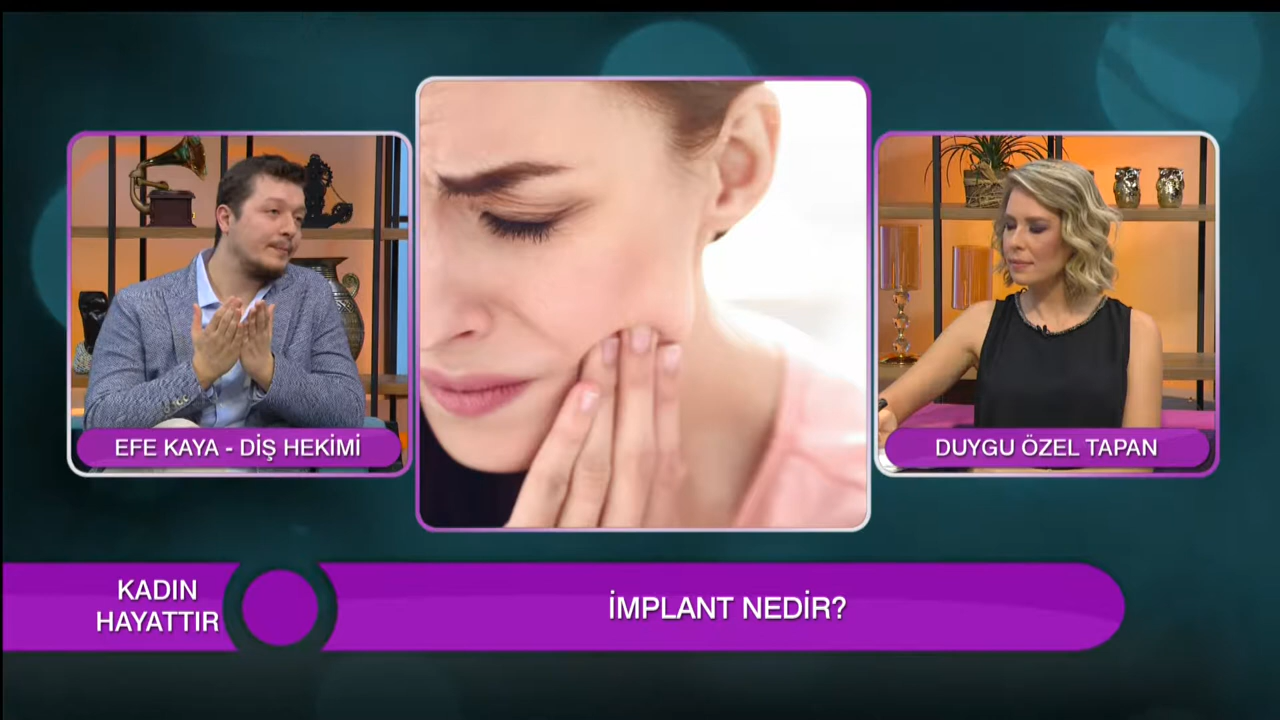 EFE KAYA - DİŞ HEKİMİ
DUYGU ÖZEL TAPAN
KADIN
HAYATTIR
İMPLANT NEDİR?